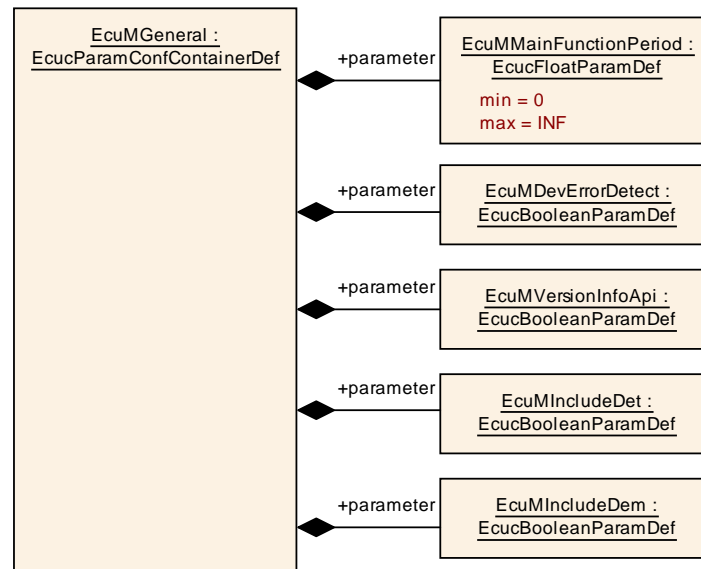 EcuMGeneral :
EcucParamConfContainerDef
+parameter
EcuMMainFunctionPeriod :
EcucFloatParamDef
min = 0
max = INF
+parameter
EcuMDevErrorDetect :
EcucBooleanParamDef
+parameter
EcuMVersionInfoApi :
EcucBooleanParamDef
+parameter
EcuMIncludeDet :
EcucBooleanParamDef
+parameter
EcuMIncludeDem :
EcucBooleanParamDef